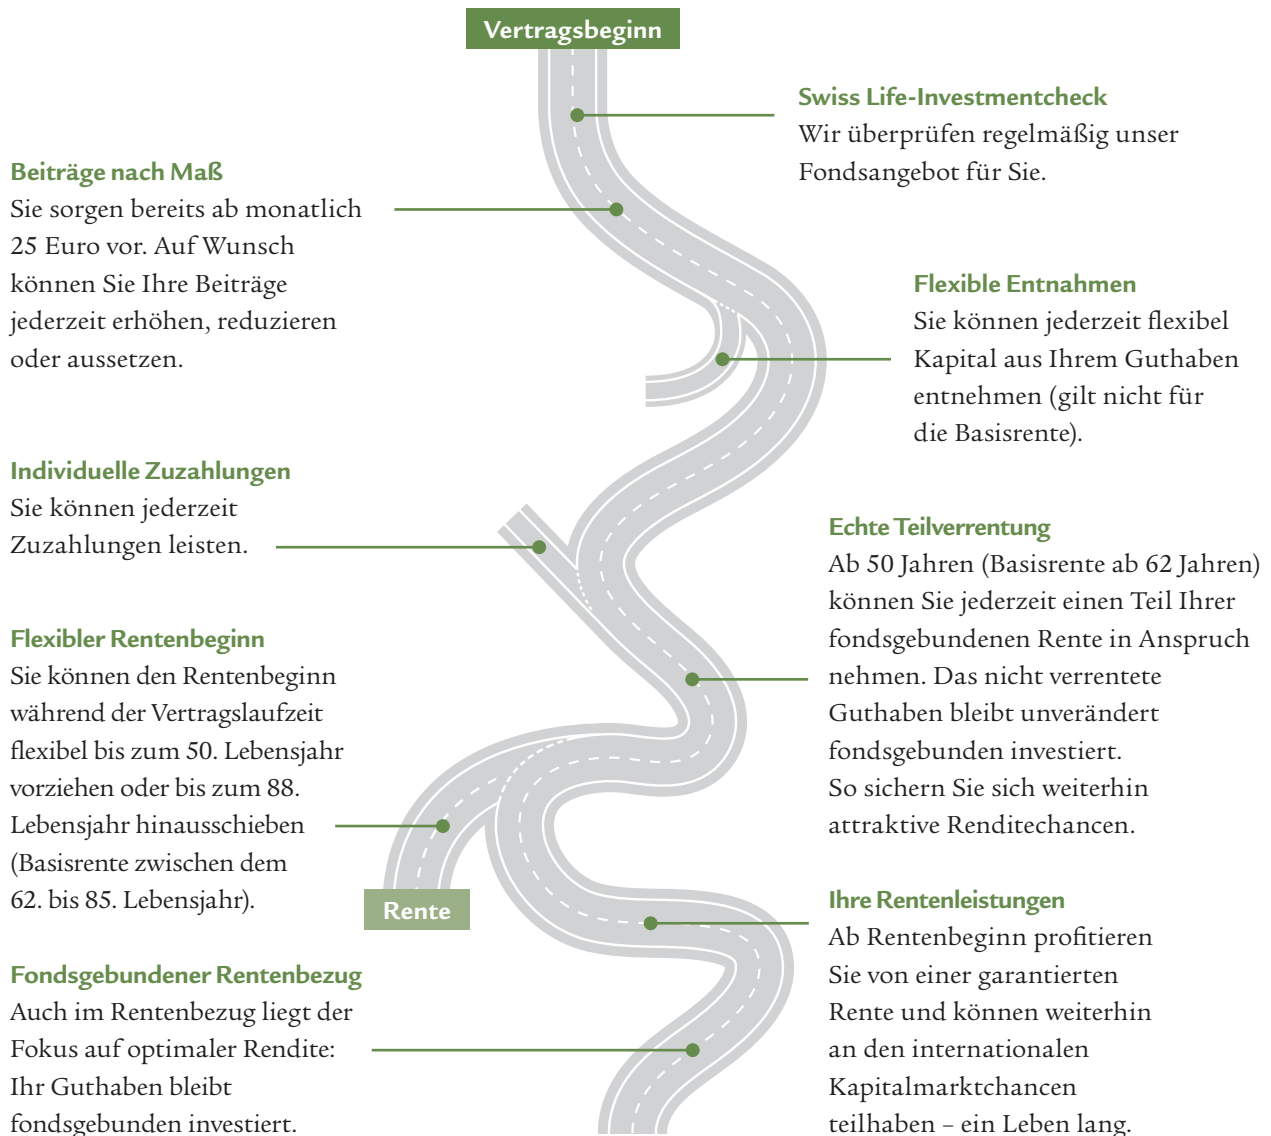 Vertragsbeginn
Swiss Life-Investmentcheck
Wir überprüfen regelmäßig unser
Fondsangebot für Sie.
Beiträge nach Maß
Sie sorgen bereits ab monatlich
25 Euro vor. Auf Wunsch
können Sie Ihre Beiträge
jederzeit erhöhen, reduzieren
oder aussetzen.
Flexible Entnahmen
Sie können jederzeit flexibel
Kapital aus Ihrem Guthaben
entnehmen (gilt nicht für
die Basisrente).
Individuelle Zuzahlungen
Sie können jederzeit
Zuzahlungen leisten.
Echte Teilverrentung
Ab 50 Jahren (Basisrente ab 62 Jahren)
können Sie jederzeit einen Teil Ihrer
fondsgebundenen Rente in Anspruch
nehmen. Das nicht verrentete
Guthaben bleibt unverändert
fondsgebunden investiert.
So sichern Sie sich weiterhin
attraktive Renditechancen.
Flexibler Rentenbeginn
Sie können den Rentenbeginn
während der Vertragslaufzeit
flexibel bis zum 50. Lebensjahr
vorziehen oder bis zum 88.
Lebensjahr hinausschieben
(Basisrente zwischen dem
62. bis 85. Lebensjahr).
Rente
Ihre Rentenleistungen
Ab Rentenbeginn profitieren
Sie von einer garantierten
Rente und können weiterhin
an den internationalen
Kapitalmarktchancen
teilhaben – ein Leben lang.
Fondsgebundener Rentenbezug
Auch im Rentenbezug liegt der
Fokus auf optimaler Rendite:
Ihr Guthaben bleibt
fondsgebunden investiert.